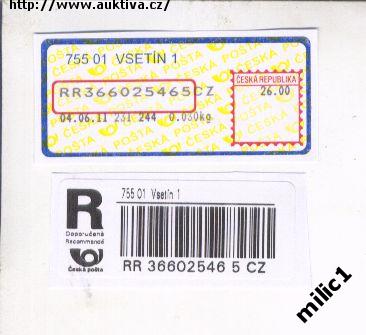 http://www.auktiva.cz/
755 01 VSETÍN 1
RR366025465CZ
04.06.11 231 244 0.030kg
ČESKÁ REPUBLIKA
26.00
R
Doporučené
Recommandé
Česká pošta
755 01 Vsetín 1
RR 36602546 5 CZ
milic1